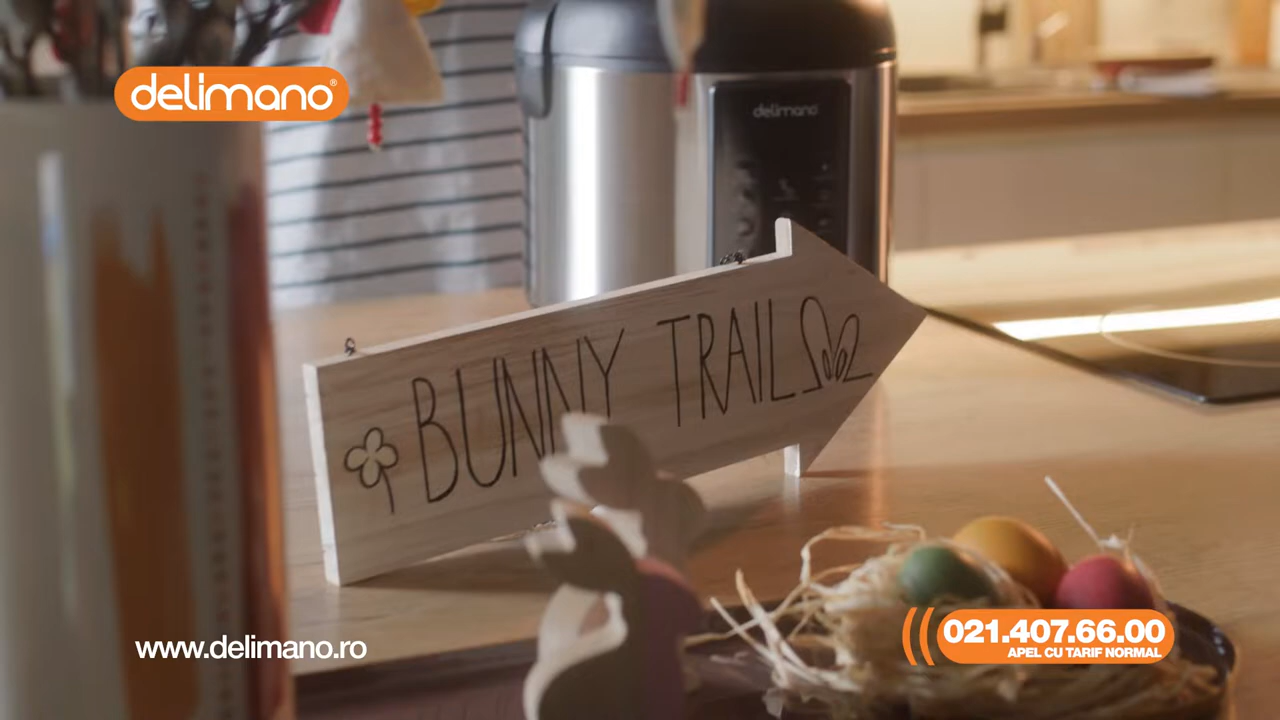 delimano®
delimano
BUNNY TRAIL
www.delimano.ro
021.407.66.00
APEL CU TARIF NORMAL